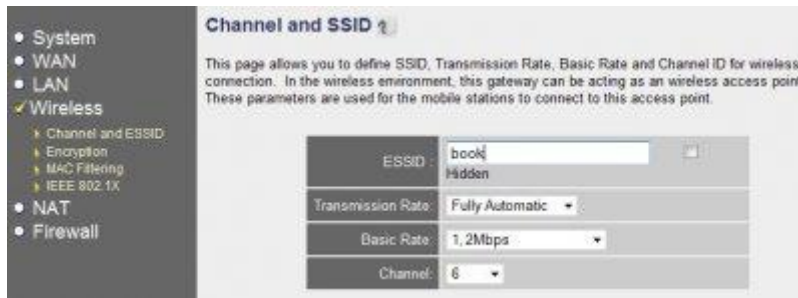 System
WAN
LAN
Wireless
Channel and ESSID
Encryption
MAC Filtering
IEEE 802.1X
NAT
Firewall
Channel and SSID
This page allows you to define SSID, Transmission Rate, Basic Rate and Channel ID for wireless
connection. In the wireless environment, this gateway can be acting as an wireless access point
These parameters are used for the mobile stations to connect to this access point.
ESSID : book
Hidden
Transmission Rate: Fully Automatic
Basic Rate: 1, 2Mbps
Channel: 6